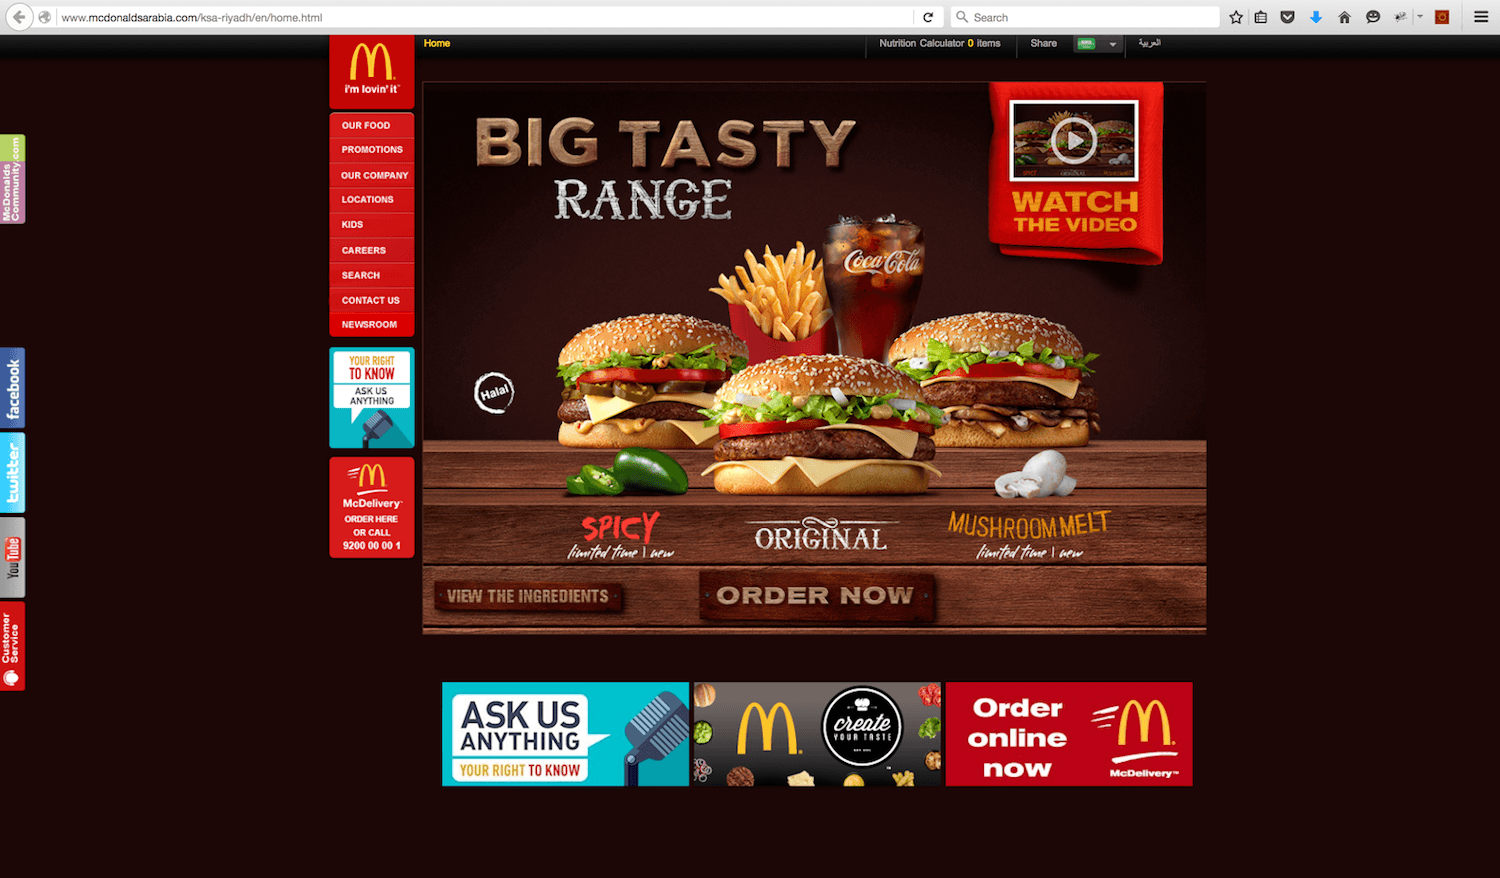 www.mcdonaldsarabia.com/ksa-riyadh/en/home.html
Search
Home
Nutrition Calculator 0 items
Share
العربية
i'm lovin' it™
OUR FOOD
PROMOTIONS
OUR COMPANY
LOCATIONS
KIDS
CAREERS
SEARCH
CONTACT US
NEWSROOM
YOUR RIGHT
TO KNOW
ASK US
ANYTHING
McDelivery™
ORDER HERE
OR CALL
9200 00 00 1
McDonalds
Community.com
facebook
twitter
YouTube
Customer
Service
BIG TASTY
RANGE
WATCH
THE VIDEO
Coca-Cola
Halal
SPICY
limited time | new
ORIGINAL
MUSHROOM MELT
limited time | new
VIEW THE INGREDIENTS
ORDER NOW
ASK US
ANYTHING
YOUR RIGHT TO KNOW
create
YOUR TASTE
Order
online
now
McDelivery™